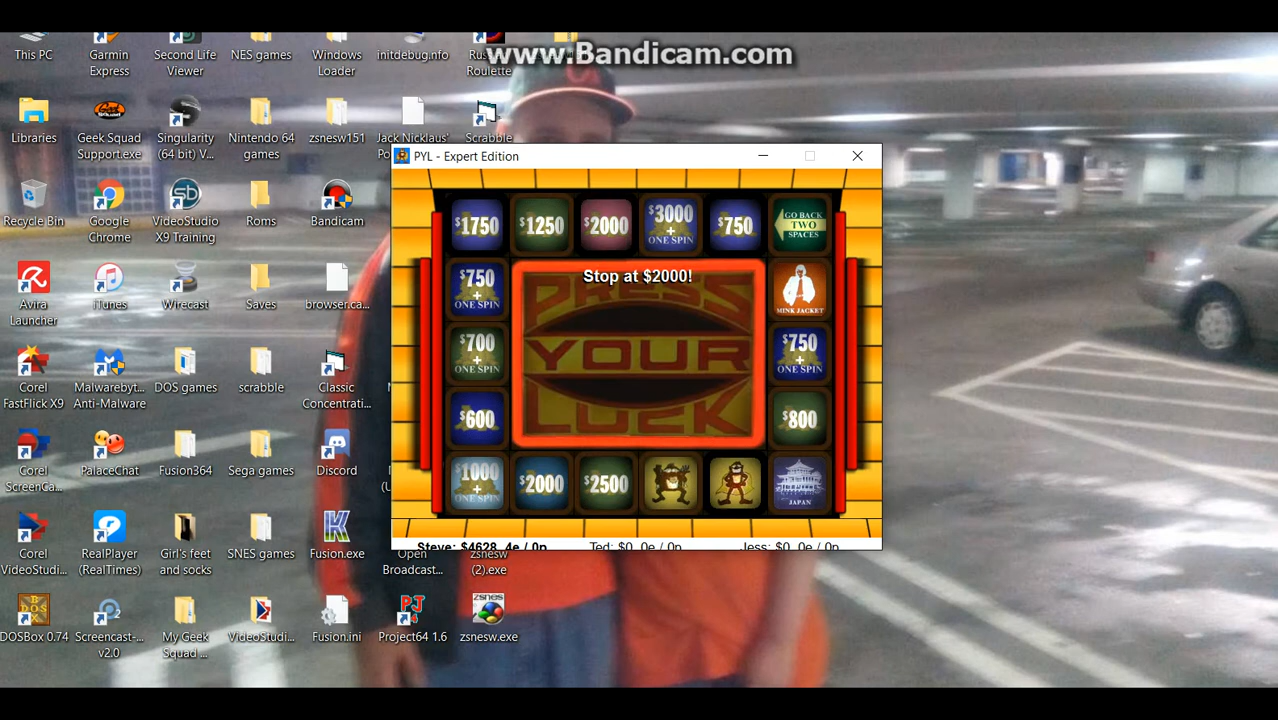 www.Bandicam.com
This PC
Garmin
Express
Second Life
Viewer
NES games
Windows
Loader
initdebug.nfo
Roulette
Libraries
Geek Squad
Support.exe
Singularity
(64 bit) V...
Nintendo 64
games
zsnesw151
Jack Nicklaus'
Scrabble
Recycle Bin
Google
Chrome
VideoStudio
X9 Training
Roms
Bandicam
Avira
Launcher
iTunes
Wirecast
Saves
browser.ca...
Corel
FastFlick X9
Malwarebyt...
Anti-Malware
DOS games
scrabble
Classic
Concentrati...
Corel
ScreenCa...
PalaceChat
Fusion364
Sega games
Discord
Corel
VideoStudi...
RealPlayer
(RealTimes)
Girl's feet
and socks
SNES games
Fusion.exe
Open
Broadcast...
zsnesw
(2).exe
DOSBox 0.74
Screencast-...
v2.0
My Geek
Squad ...
VideoStudi...
Fusion.ini
Project64 1.6
zsnesw.exe
PYL - Expert Edition
$1750
$1250
$2000
$3000
+
ONE SPIN
$750
GO BACK
TWO
SPACES
$750
+
ONE SPIN
Stop at $2000!
MINK JACKET
PRESS
YOUR
LUCK
$700
+
ONE SPIN
$750
+
ONE SPIN
$600
$800
$1000
+
ONE SPIN
$2000
$2500
JAPAN
Steve: $4628, 4e / 0p
Ted: $0, 0e / 0p
Jess: $0, 0e / 0p